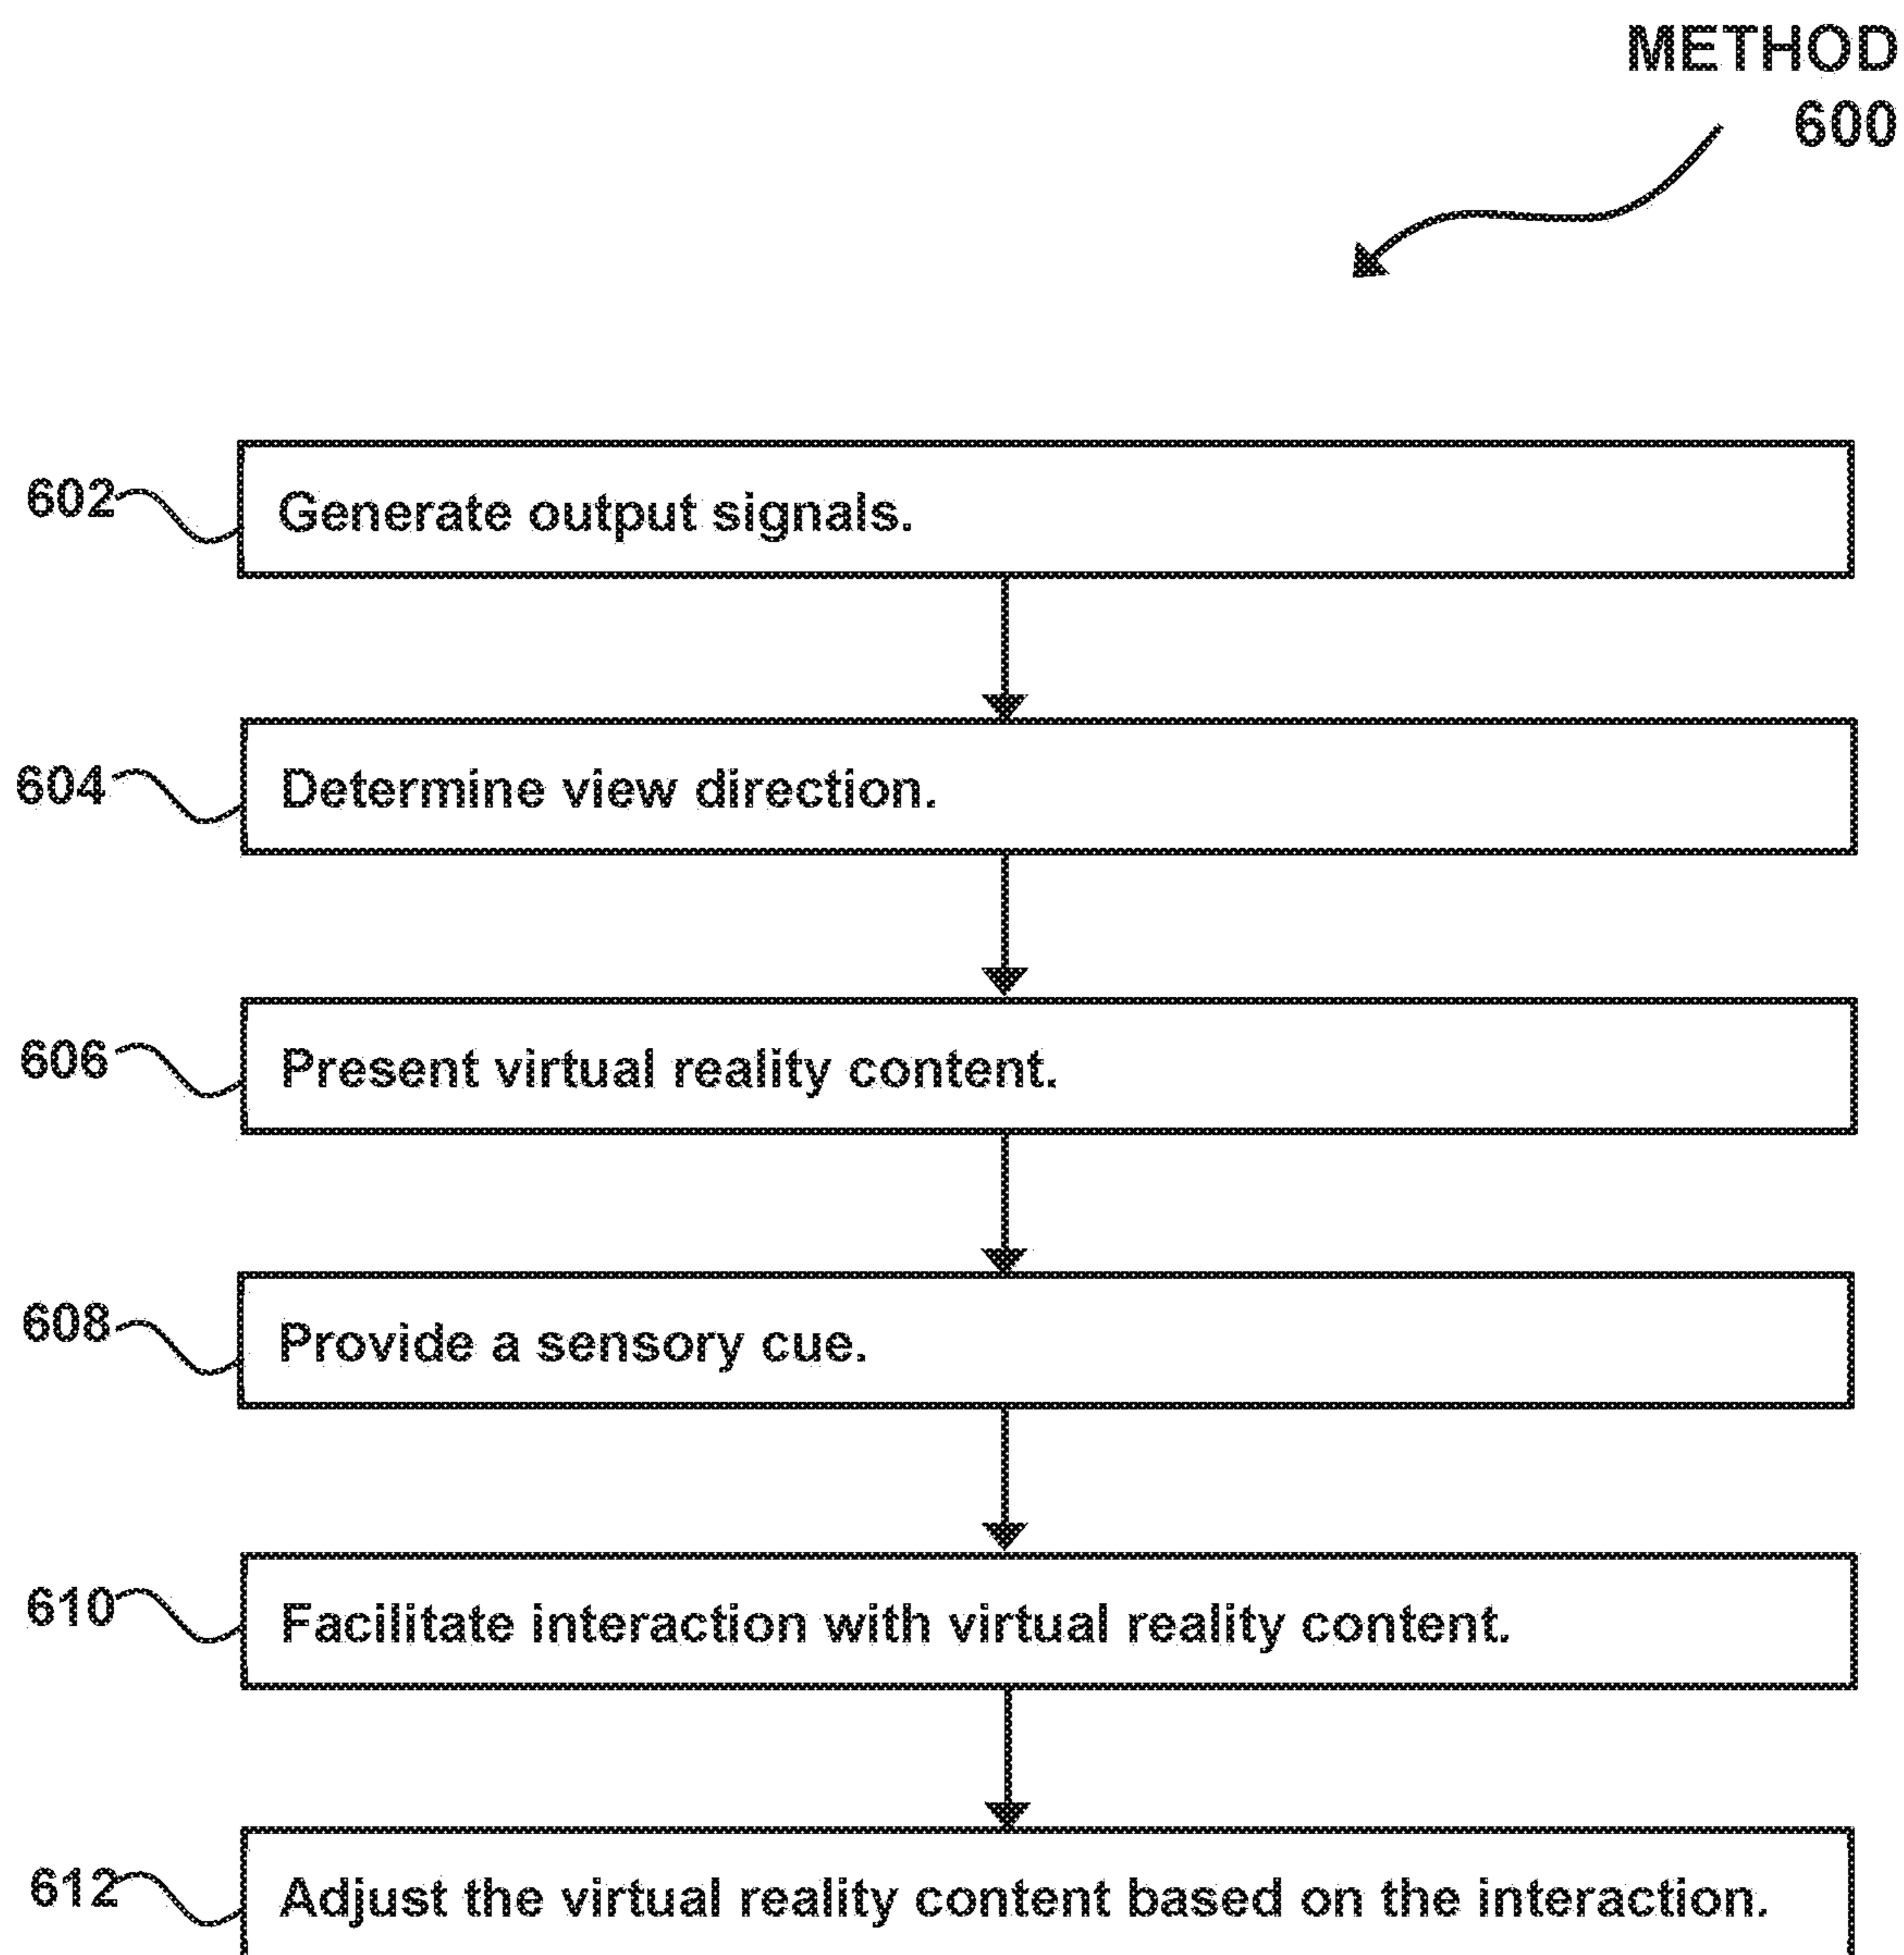 METHOD
600
602 Generate output signals.
604 Determine view direction.
606 Present virtual reality content.
608 Provide a sensory cue.
610 Facilitate interaction with virtual reality content.
612 Adjust the virtual reality content based on the interaction.